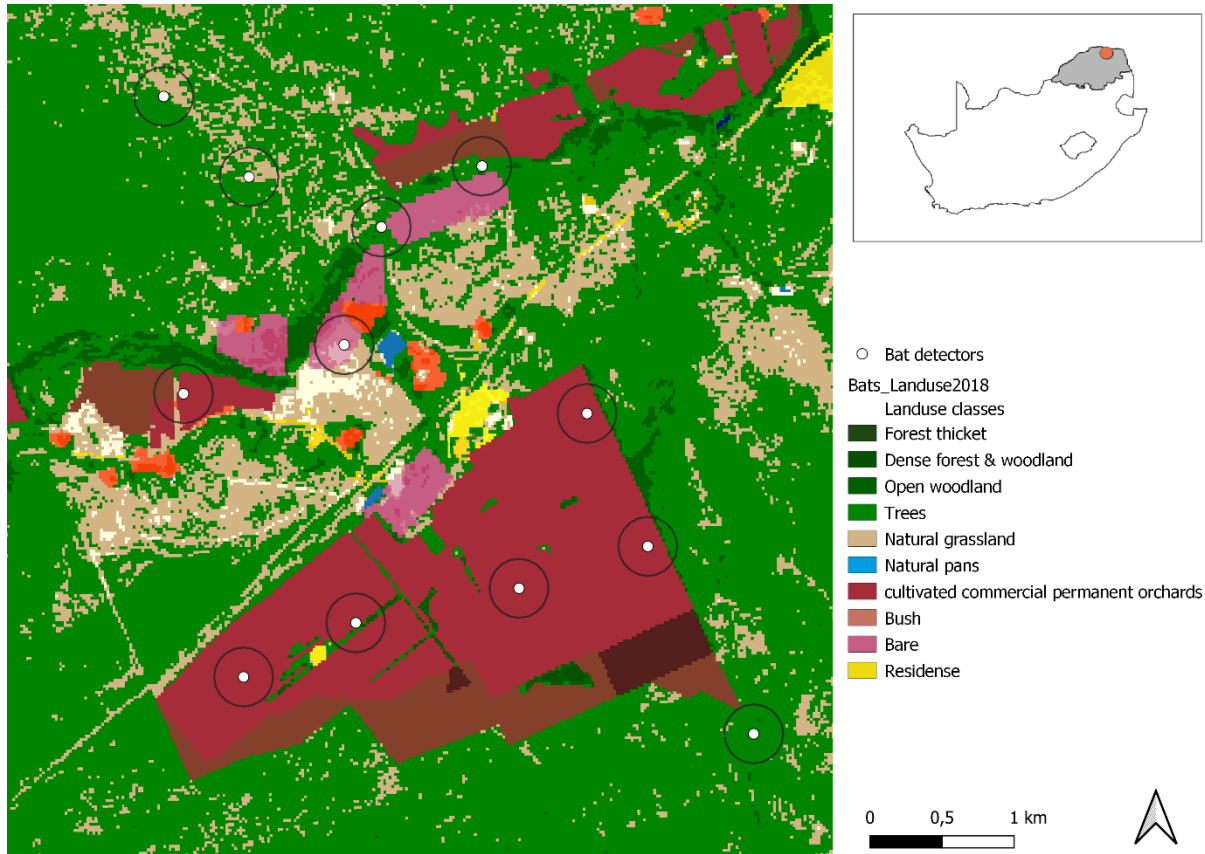 Bat detectors
Bats_Landuse2018
Landuse classes
Forest thicket
Dense forest & woodland
Open woodland
Trees
Natural grassland
Natural pans
cultivated commercial permanent orchards
Bush
Bare
Residense
0 0,5 1 km